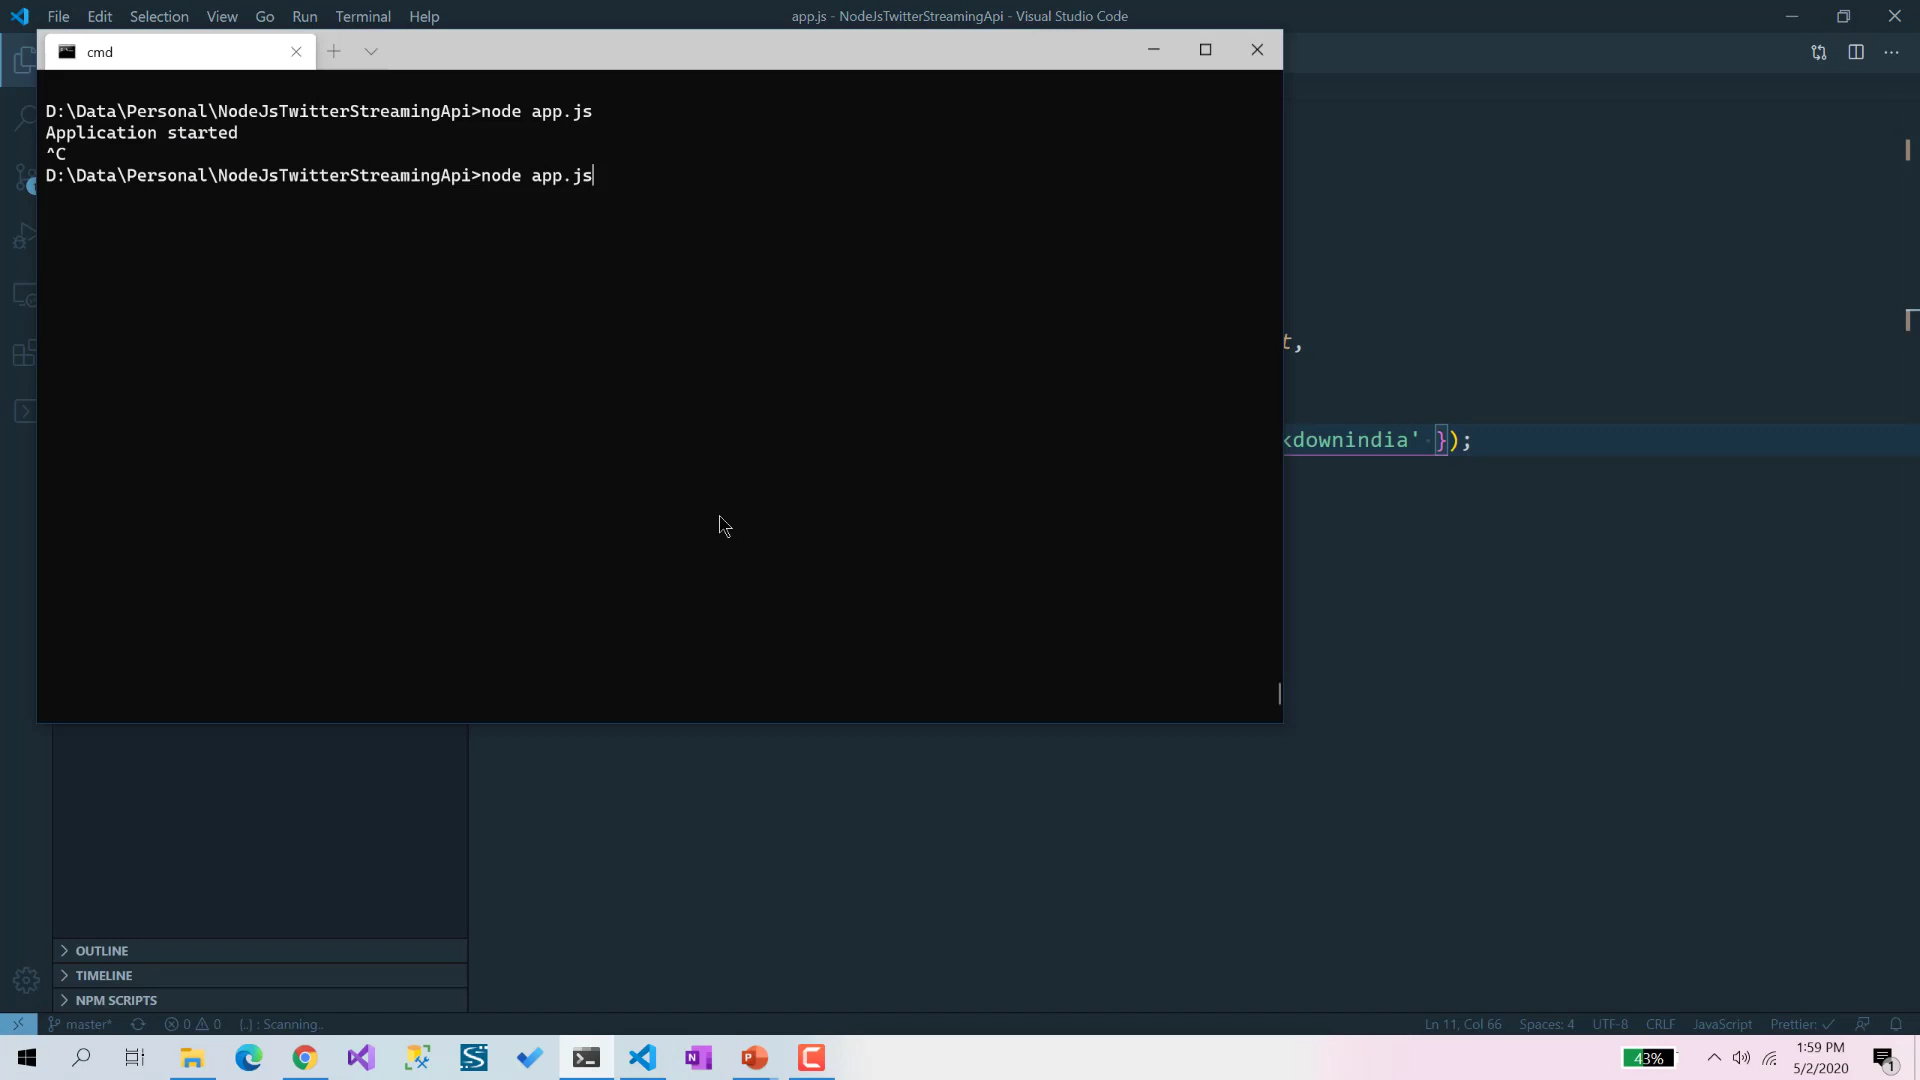 File Edit Selection View Go Run Terminal Help
app.js - NodeJsTwitterStreamingApi - Visual Studio Code
cmd
D:\Data\Personal\NodeJsTwitterStreamingApi>node app.js
Application started
^C
D:\Data\Personal\NodeJsTwitterStreamingApi>node app.js
t,
kdownindia' });
OUTLINE
TIMELINE
NPM SCRIPTS
master* 0 0 {..} : Scanning.. Ln 11, Col 66 Spaces: 4 UTF-8 CRLF JavaScript Prettier: ✓
43% 1:59 PM
5/2/2020 1